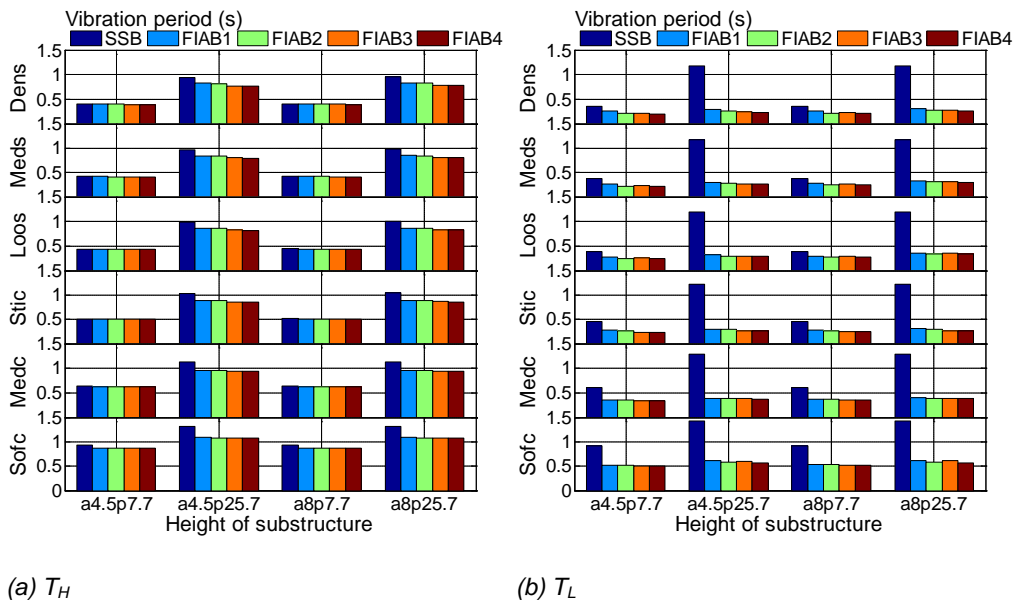 Vibration period (s)
SSB FIAB1 FIAB2 FIAB3 FIAB4
1.5
1
0.5
Dens
1.5
1
0.5
Meds
1.5
1
0.5
Loos
1.5
1
0.5
Stic
1.5
1
0.5
Medc
1.5
1
0.5
0
Sofc
a4.5p7.7 a4.5p25.7 a8p7.7 a8p25.7
Height of substructure
(a) T_H
Vibration period (s)
SSB FIAB1 FIAB2 FIAB3 FIAB4
1.5
1
0.5
Dens
1.5
1
0.5
Meds
1.5
1
0.5
Loos
1.5
1
0.5
Stic
1.5
1
0.5
Medc
1.5
1
0.5
0
Sofc
a4.5p7.7 a4.5p25.7 a8p7.7 a8p25.7
Height of substructure
(b) T_L